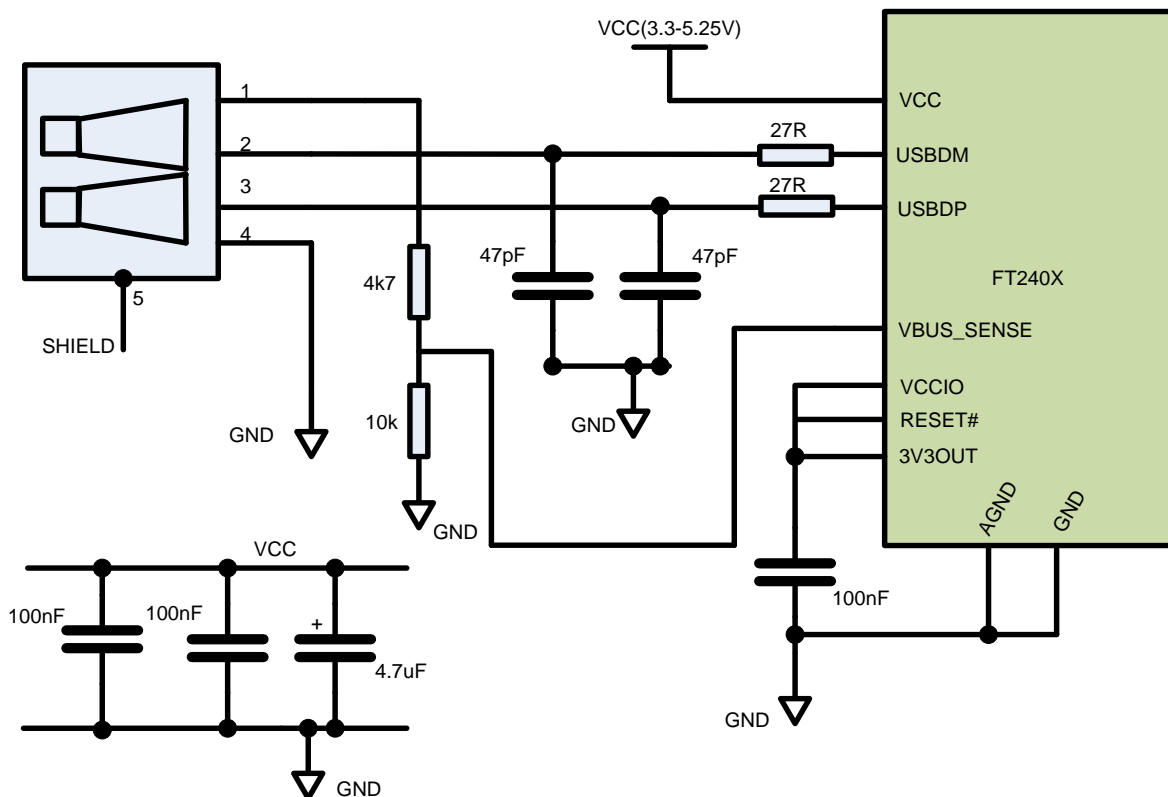 VCC(3.3-5.25V)
1
VCC
27R
2
USBDM
27R
3
USBDP
4
47pF
47pF
4k7
FT240X
5
SHIELD
VBUS_SENSE
VCCIO
10k
RESET#
GND
GND
3V3OUT
AGND
GND
GND
VCC
100nF
100nF
100nF
+
4.7uF
GND
GND